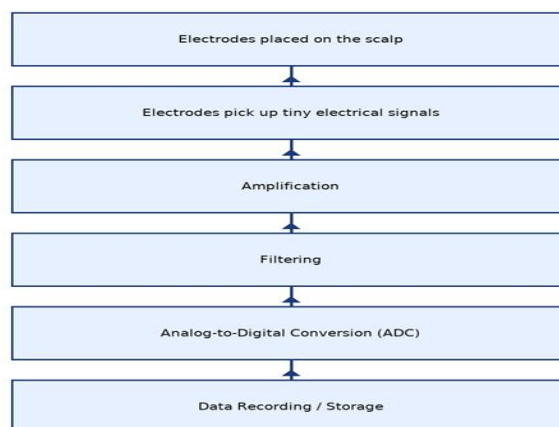 Electrodes placed on the scalp
Electrodes pick up tiny electrical signals
Amplification
Filtering
Analog-to-Digital Conversion (ADC)
Data Recording / Storage